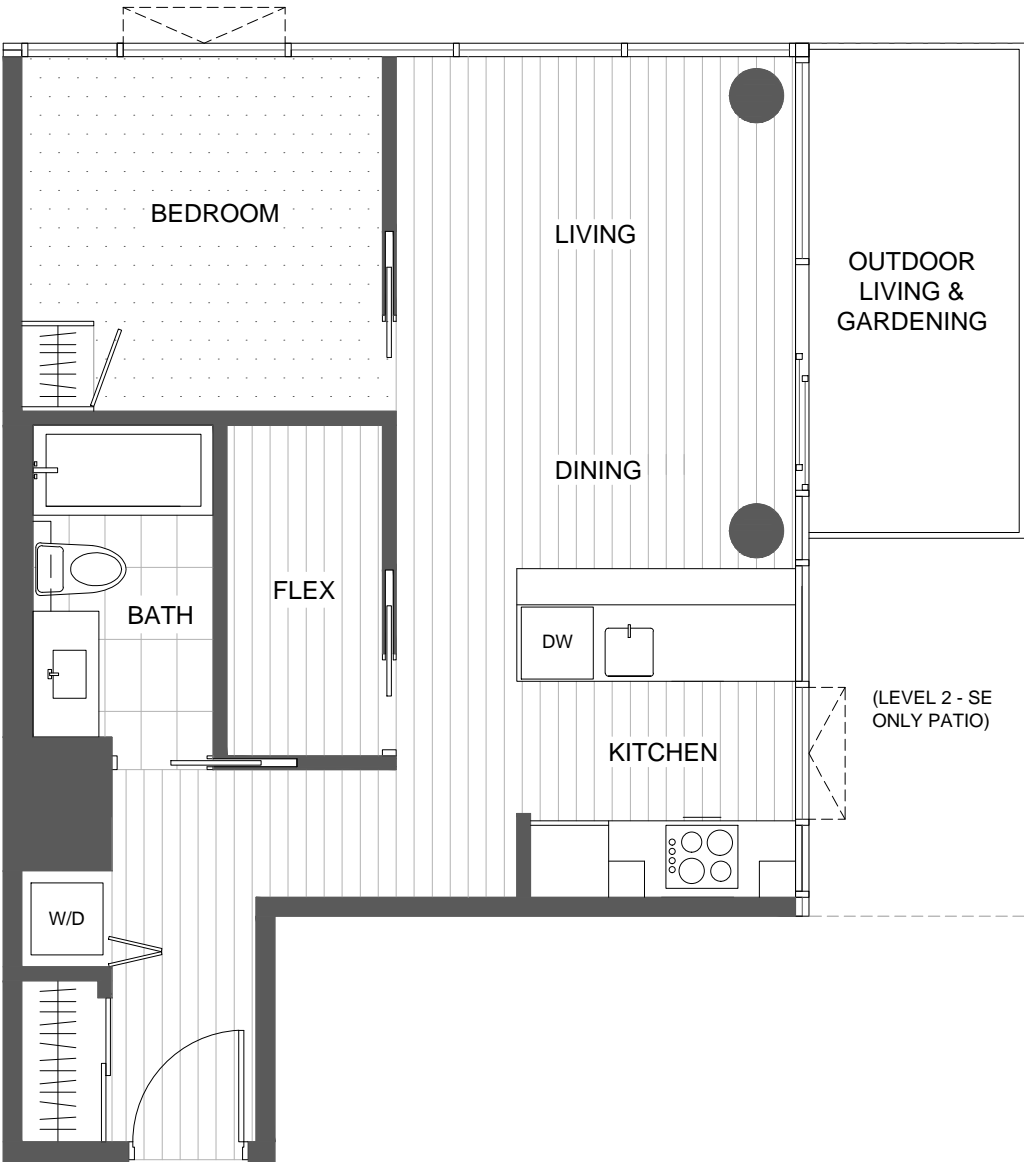 BEDROOM
LIVING
OUTDOOR
LIVING &
GARDENING
DINING
FLEX
BATH
DW
(LEVEL 2 - SE
ONLY PATIO)
KITCHEN
W/D